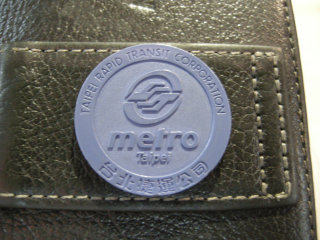 TAIPEI RAPID TRANSIT CORPORATION
metro
Taipei
台北捷運公司